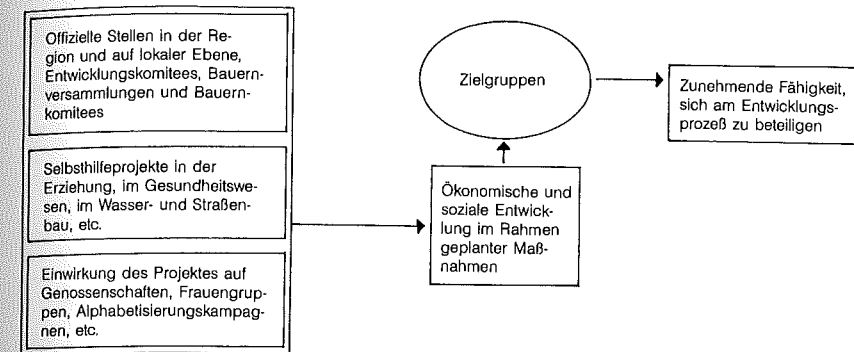 Offizielle Stellen in der Re-
gion und auf lokaler Ebene,
Entwicklungskomitees, Bauern-
versammlungen und Bauern-
komitees
Selbsthilfeprojekte in der
Erziehung, im Gesundheitswe-
sen, im Wasser- und Straßen-
bau, etc.
Einwirkung des Projektes auf
Genossenschaften, Frauengrup-
pen, Alphabetisierungskampag-
nen, etc.
Ökonomische und
soziale Entwick-
lung im Rahmen
geplanter Maß-
nahmen
Zielgruppen
Zunehmende Fähigkeit,
sich am Entwicklungs-
prozeß zu beteiligen